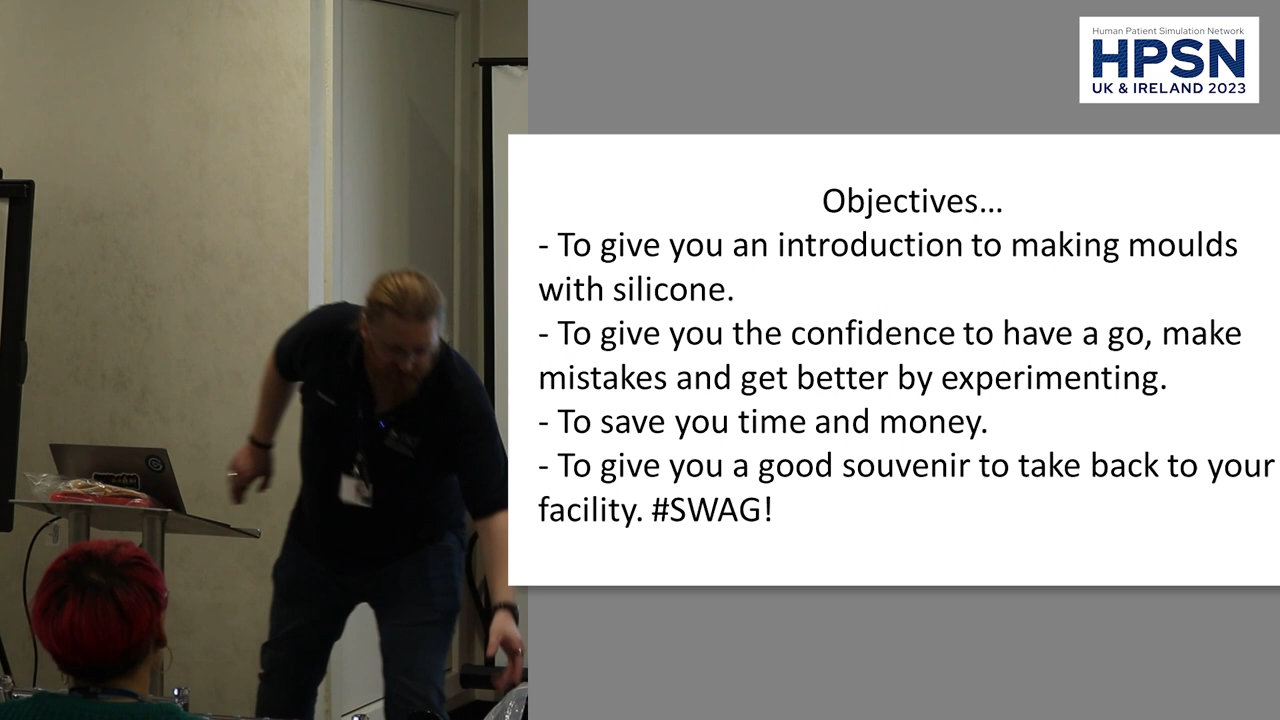 Human Patient Simulation Network
HPSN
UK & IRELAND 2023
Objectives...
- To give you an introduction to making moulds
with silicone.
- To give you the confidence to have a go, make
mistakes and get better by experimenting.
- To save you time and money.
- To give you a good souvenir to take back to your
facility. #SWAG!